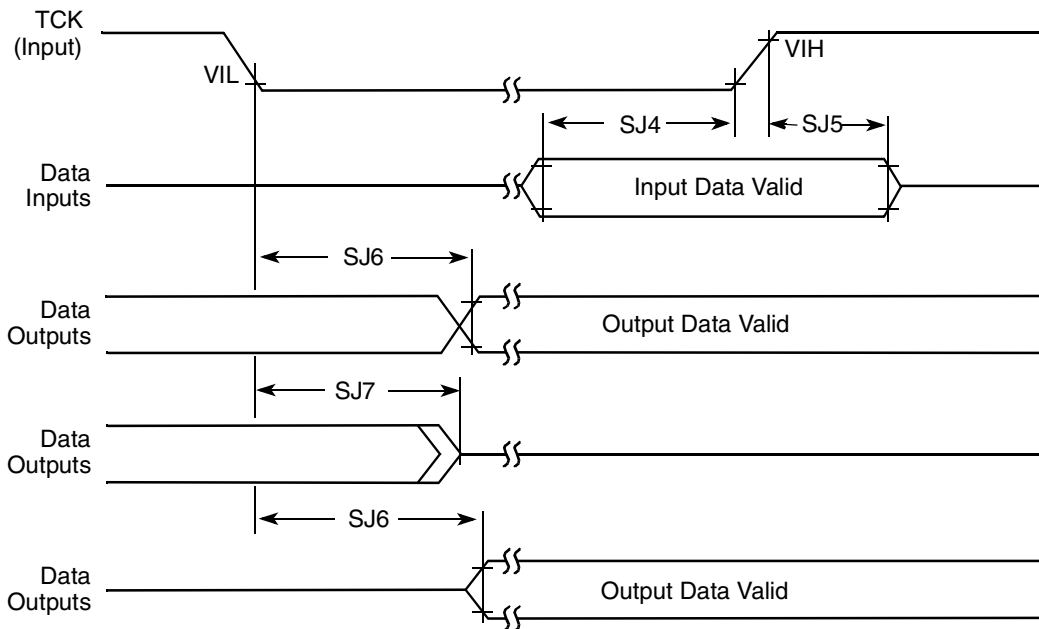 TCK
(Input)
VIL
VIH
SJ4
SJ5
Data
Inputs
Input Data Valid
SJ6
Data
Outputs
Output Data Valid
SJ7
Data
Outputs
SJ6
Data
Outputs
Output Data Valid